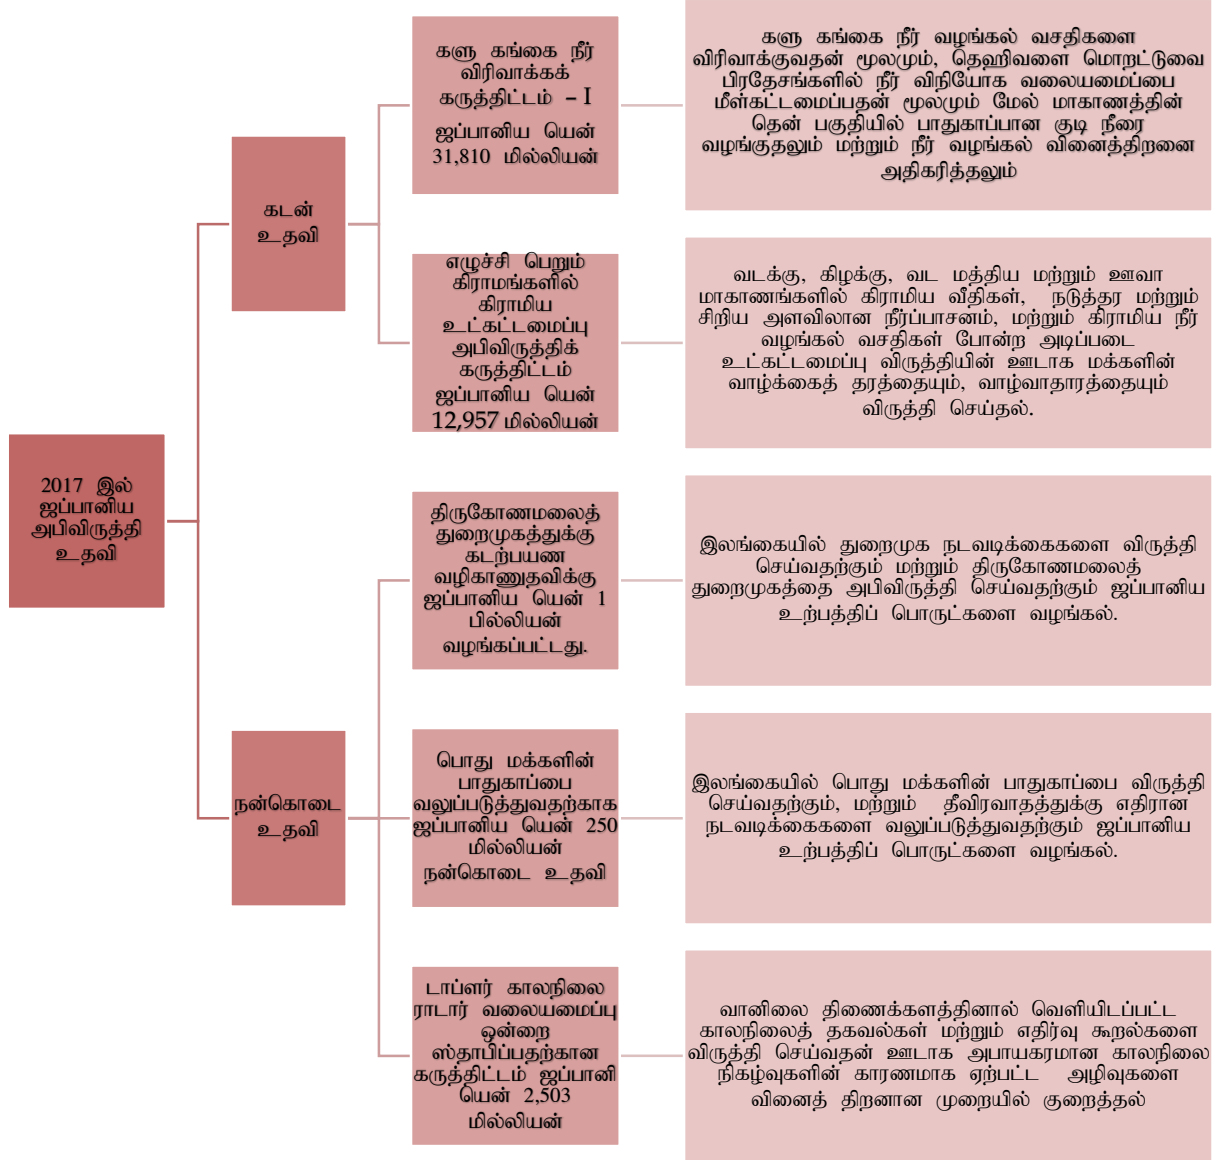 2017 இல்
ஜப்பானிய
அபிவிருத்தி
உதவி
கடன்
உதவி
களு கங்கை நீர்
விரிவாக்கக்
கருத்திட்டம் – I
ஜப்பானிய யென்
31,810 மில்லியன்
களு கங்கை நீர் வழங்கல் வசதிகளை
விரிவாக்குவதன் மூலமும், தெஹிவளை மொறட்டுவை
பிரதேசங்களில் நீர் விநியோக வலையமைப்பை
மீள்கட்டமைப்பதன் மூலமும் மேல் மாகாணத்தின்
தென் பகுதியில் பாதுகாப்பான குடி நீரை
வழங்குதலும் மற்றும் நீர் வழங்கல் வினைத்திறனை
அதிகரித்தலும்
எழுச்சி பெறும்
கிராமங்களில்
கிராமிய
உட்கட்டமைப்பு
அபிவிருத்திக்
கருத்திட்டம்
ஜப்பானிய யென்
12,957 மில்லியன்
வடக்கு, கிழக்கு, வட மத்திய மற்றும் ஊவா
மாகாணங்களில் கிராமிய வீதிகள், நடுத்தர மற்றும்
சிறிய அளவிலான நீர்ப்பாசனம், மற்றும் கிராமிய நீர்
வழங்கல் வசதிகள் போன்ற அடிப்படை
உட்கட்டமைப்பு விருத்தியின் ஊடாக மக்களின்
வாழ்க்கைத் தரத்தையும், வாழ்வாதாரத்தையும்
விருத்தி செய்தல்.
நன்கொடை
உதவி
திருகோணமலைத்
துறைமுகத்துக்கு
கடற்பயண
வழிகாணுதவிக்கு
ஜப்பானிய யென் 1
பில்லியன்
வழங்கப்பட்டது.
இலங்கையில் துறைமுக நடவடிக்கைகளை விருத்தி
செய்வதற்கும் மற்றும் திருகோணமலைத்
துறைமுகத்தை அபிவிருத்தி செய்வதற்கும் ஜப்பானிய
உற்பத்திப் பொருட்களை வழங்கல்.
பொது மக்களின்
பாதுகாப்பை
வலுப்படுத்துவதற்காக
ஜப்பானிய யென் 250
மில்லியன்
நன்கொடை உதவி
இலங்கையில் பொது மக்களின் பாதுகாப்பை விருத்தி
செய்வதற்கும், மற்றும் தீவிரவாதத்துக்கு எதிரான
நடவடிக்கைகளை வலுப்படுத்துவதற்கும் ஜப்பானிய
உற்பத்திப் பொருட்களை வழங்கல்.
டாப்ளர் காலநிலை
ராடார் வலையமைப்பு
ஒன்றை
ஸ்தாபிப்பதற்கான
கருத்திட்டம் ஜப்பானி
யென் 2,503
மில்லியன்
வானிலை திணைக்களத்தினால் வெளியிடப்பட்ட
காலநிலைத் தகவல்கள் மற்றும் எதிர்வு கூறல்களை
விருத்தி செய்வதன் ஊடாக அபாயகரமான காலநிலை
நிகழ்வுகளின் காரணமாக ஏற்பட்ட அழிவுகளை
வினைத் திறனான முறையில் குறைத்தல்